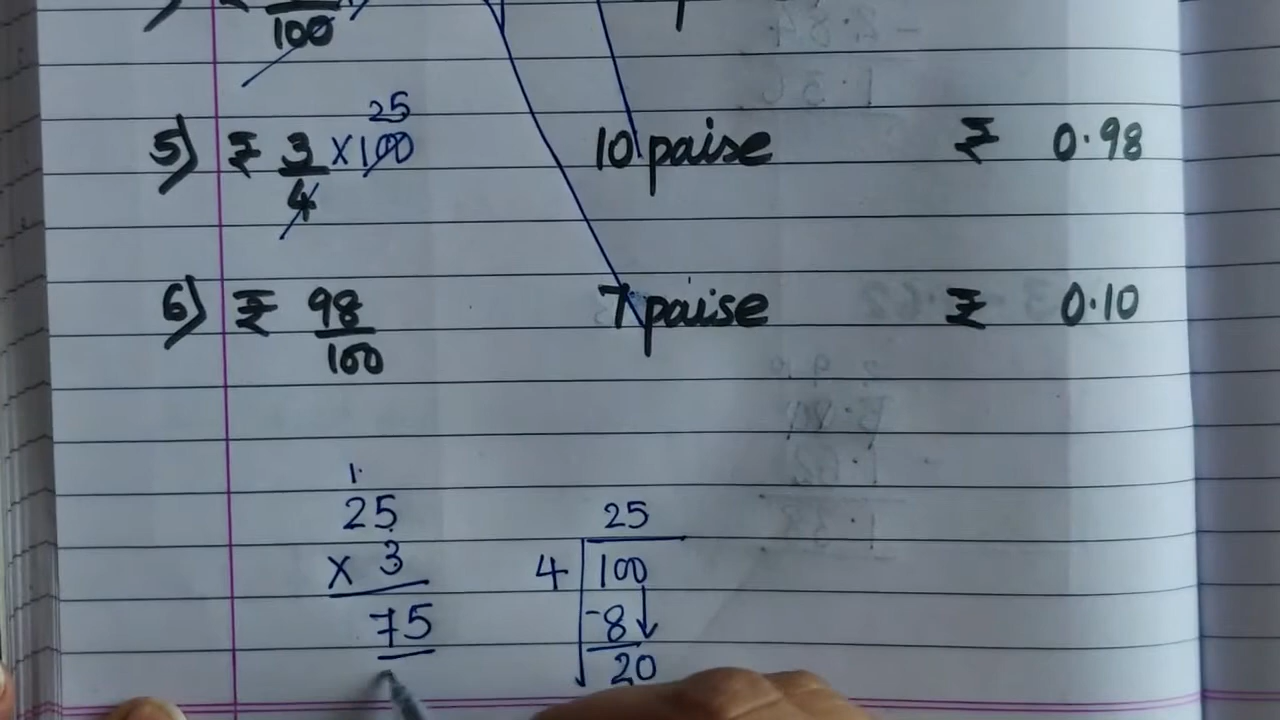 100
5) ₹ 3/4 × 100 25 10 paise ₹ 0.98
6) ₹ 98/100 7 paise ₹ 0.10
1
25 25
× 3 4 100
75 -8
20